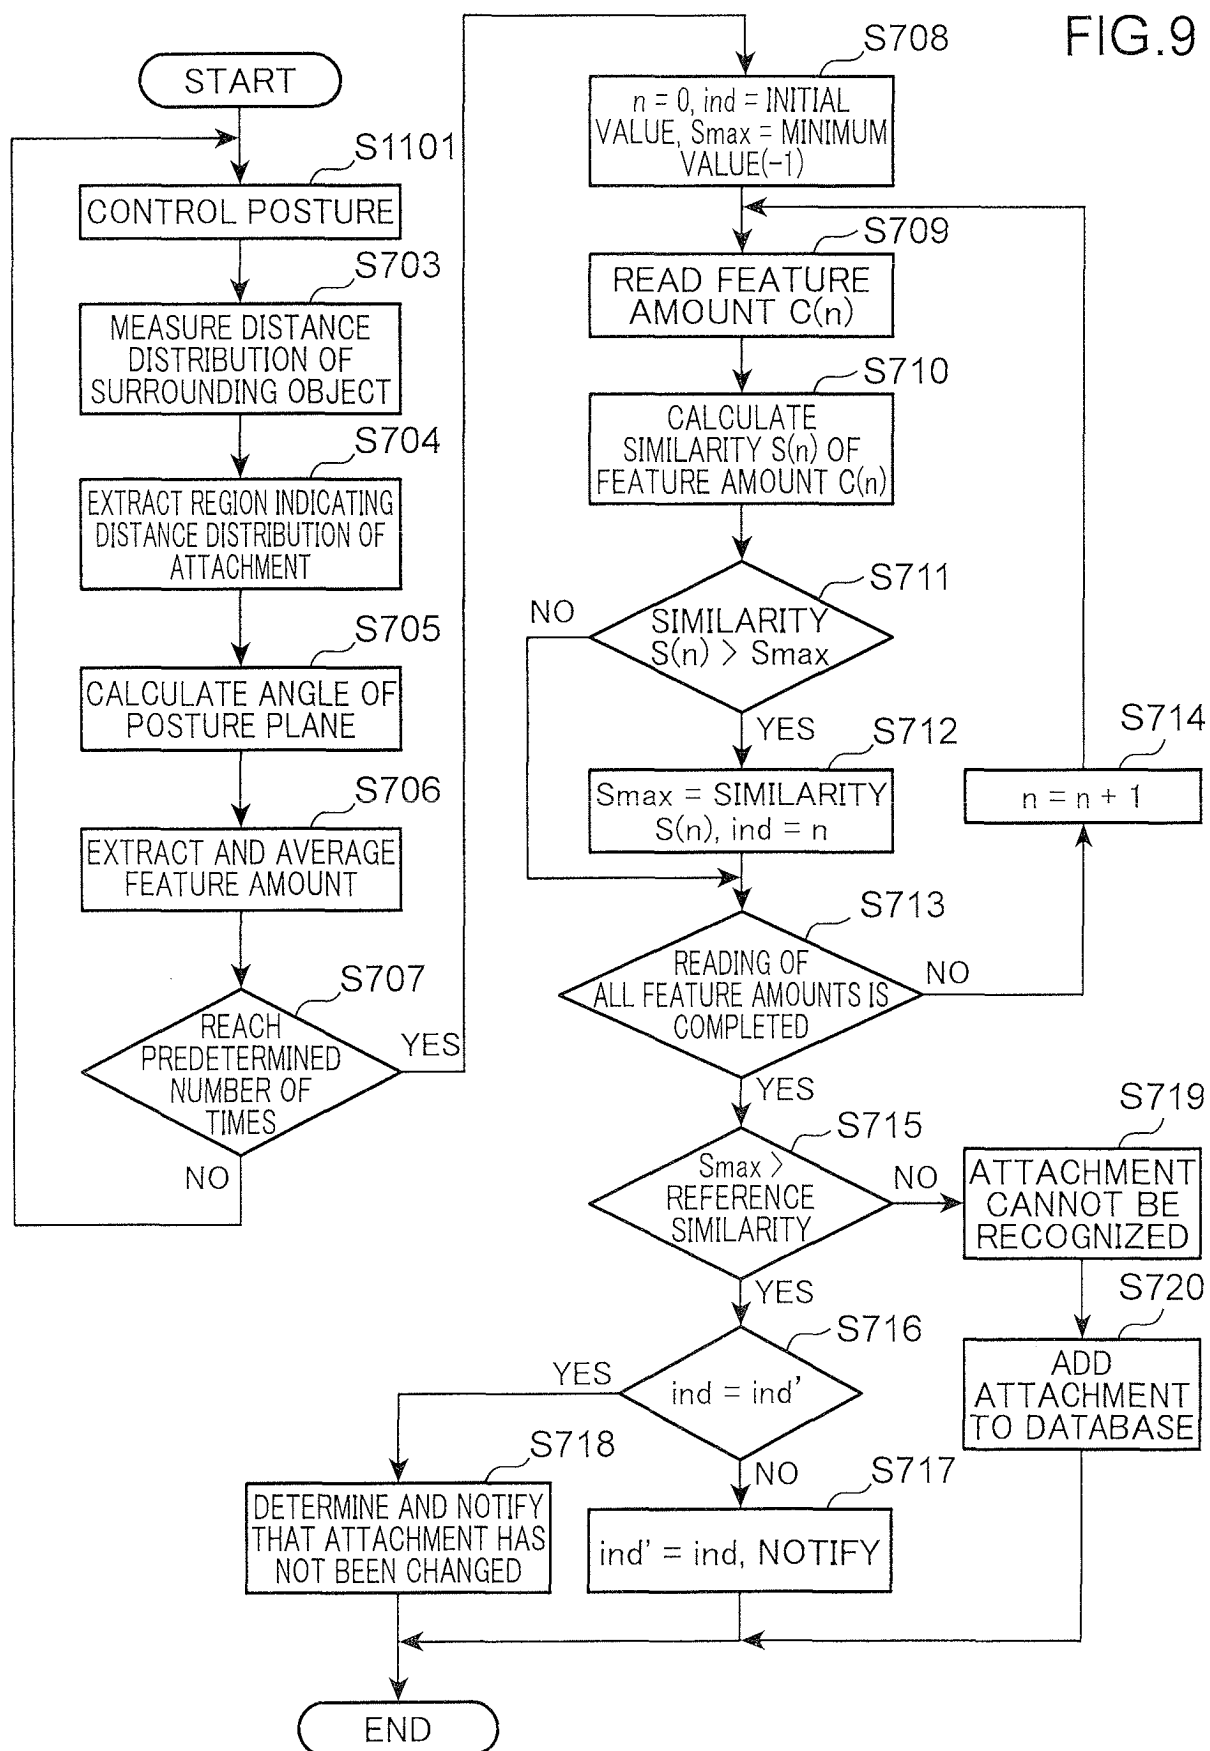 FIG.9
START
S1101
CONTROL POSTURE
S703
MEASURE DISTANCE
DISTRIBUTION OF
SURROUNDING OBJECT
S704
EXTRACT REGION INDICATING
DISTANCE DISTRIBUTION OF
ATTACHMENT
S705
CALCULATE ANGLE OF
POSTURE PLANE
S706
EXTRACT AND AVERAGE
FEATURE AMOUNT
S707
REACH
PREDETERMINED
NUMBER OF
TIMES
YES
NO
S708
n = 0, ind = INITIAL
VALUE, Smax = MINIMUM
VALUE(-1)
S709
READ FEATURE
AMOUNT C(n)
S710
CALCULATE
SIMILARITY S(n) OF
FEATURE AMOUNT C(n)
S711
SIMILARITY
S(n) > Smax
NO
YES
S712
Smax = SIMILARITY
S(n), ind = n
S714
n = n + 1
S713
READING OF
ALL FEATURE AMOUNTS IS
COMPLETED
NO
YES
S715
Smax >
REFERENCE
SIMILARITY
NO
YES
S719
ATTACHMENT
CANNOT BE
RECOGNIZED
S720
ADD
ATTACHMENT
TO DATABASE
S716
ind = ind'
YES
NO
S718
DETERMINE AND NOTIFY
THAT ATTACHMENT HAS
NOT BEEN CHANGED
S717
ind' = ind, NOTIFY
END